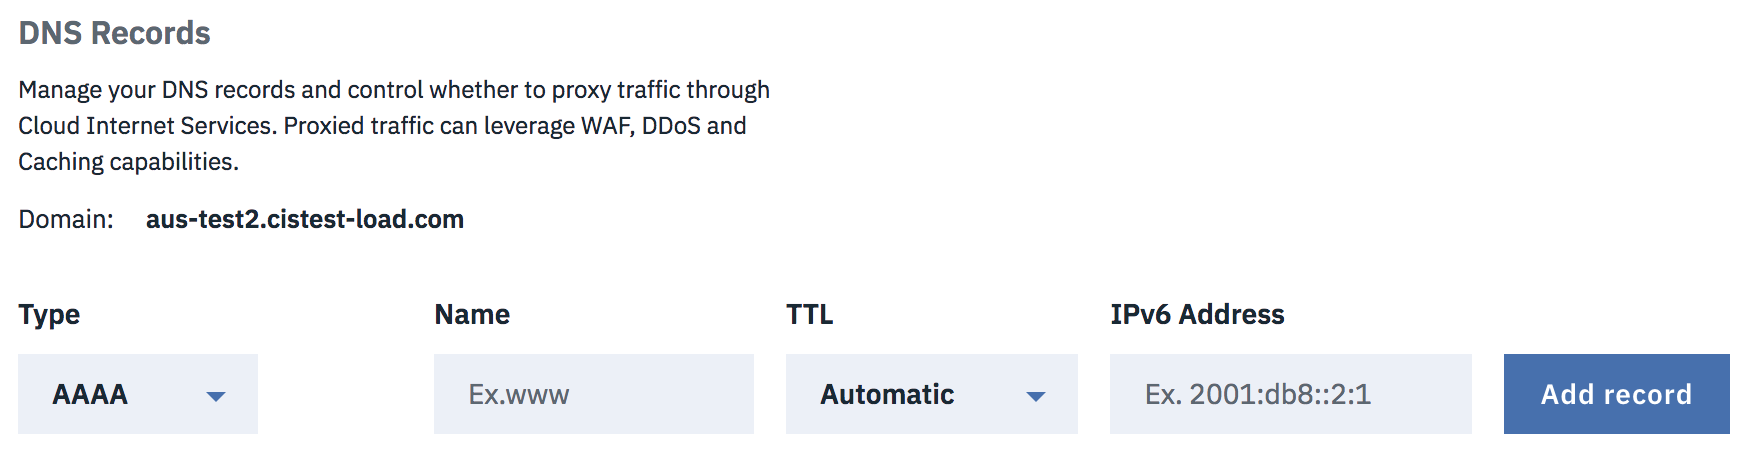 DNS Records
Manage your DNS records and control whether to proxy traffic through
Cloud Internet Services. Proxied traffic can leverage WAF, DDoS and
Caching capabilities.
Domain: aus-test2.cistest-load.com
Type Name TTL IPv6 Address
AAAA Ex.www Automatic Ex. 2001:db8::2:1 Add record